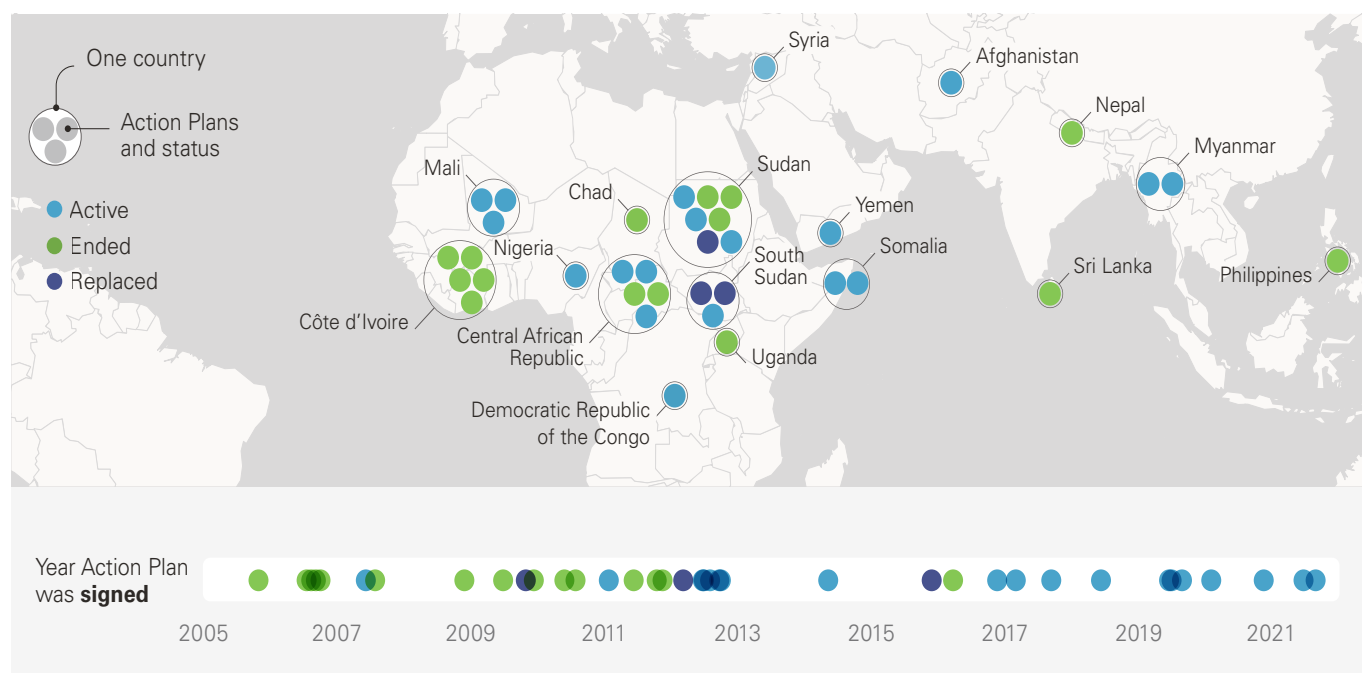 One country
Action Plans
and status
Active
Ended
Replaced
Syria
Afghanistan
Nepal
Myanmar
Mali
Chad
Sudan
Nigeria
Yemen
Somalia
South
Sudan
Sri Lanka
Philippines
Côte d’Ivoire
Central African
Republic
Uganda
Democratic Republic
of the Congo
Year Action Plan
was signed
2005
2007
2009
2011
2013
2015
2017
2019
2021